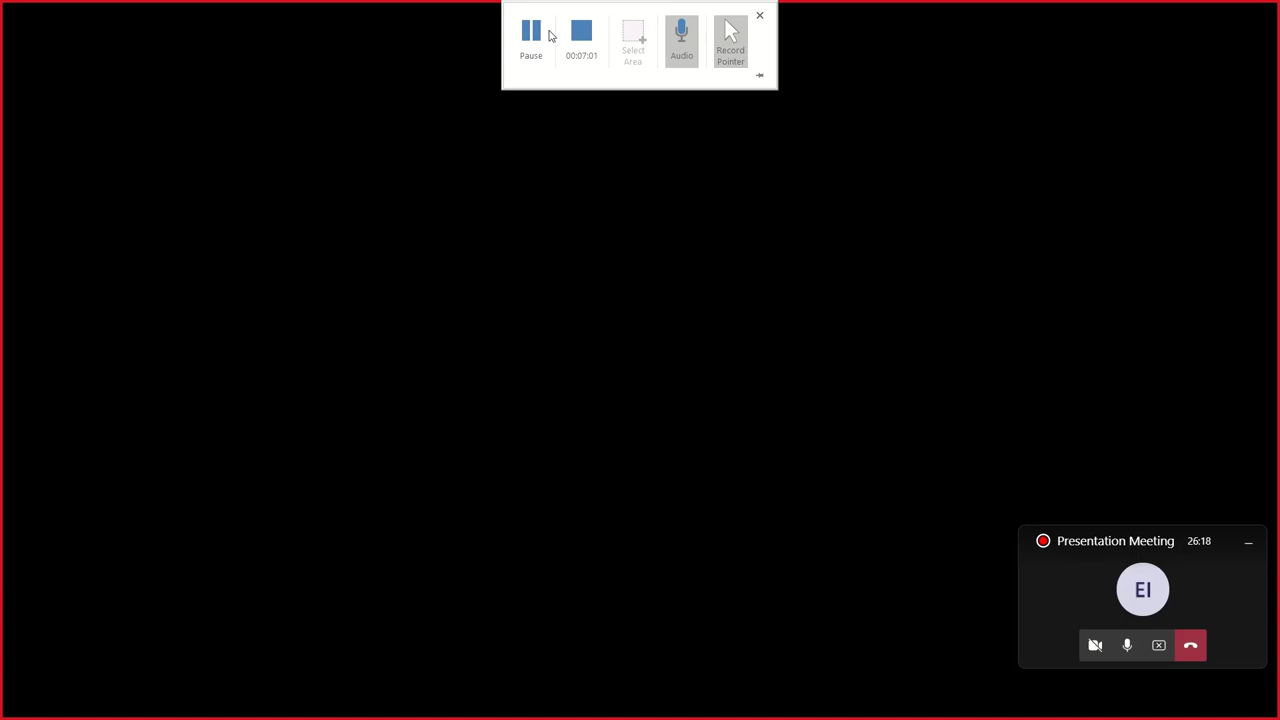 Pause
00:07:01
Select
Area
Audio
Record
Pointer
Presentation Meeting 26:18
EI